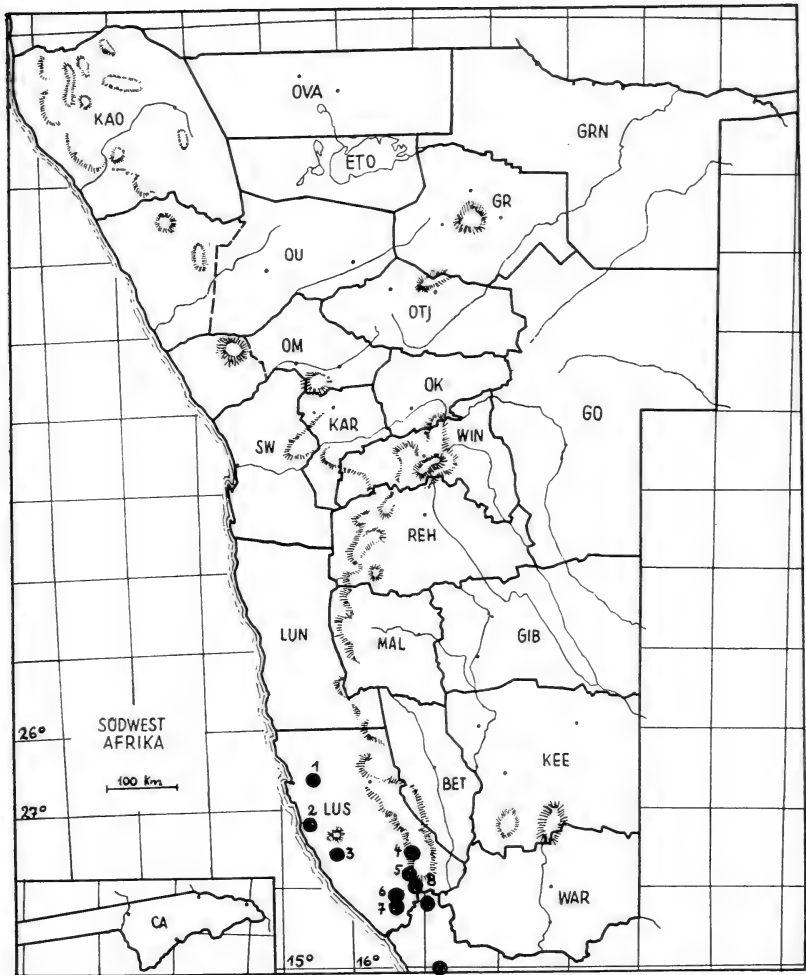 OVA
KAO
GRN
ETO
GR
OU
OTJ
OM
OK
GO
KAR
SW
WIN
REH
LUN
MAL
GIB
26°
SÜDWEST
AFRIKA
100 Km
KEE
BET
1
27°
2
LUS
3
4
5
8
6
7
WAR
CA
15°
16°